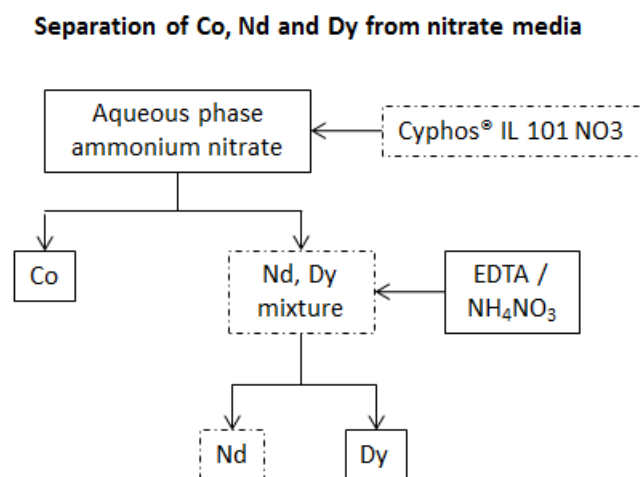 Separation of Co, Nd and Dy from nitrate media
Aqueous phase
ammonium nitrate
Cyphos® IL 101 NO3
Co
Nd, Dy
mixture
EDTA /
NH₄NO₃
Nd
Dy